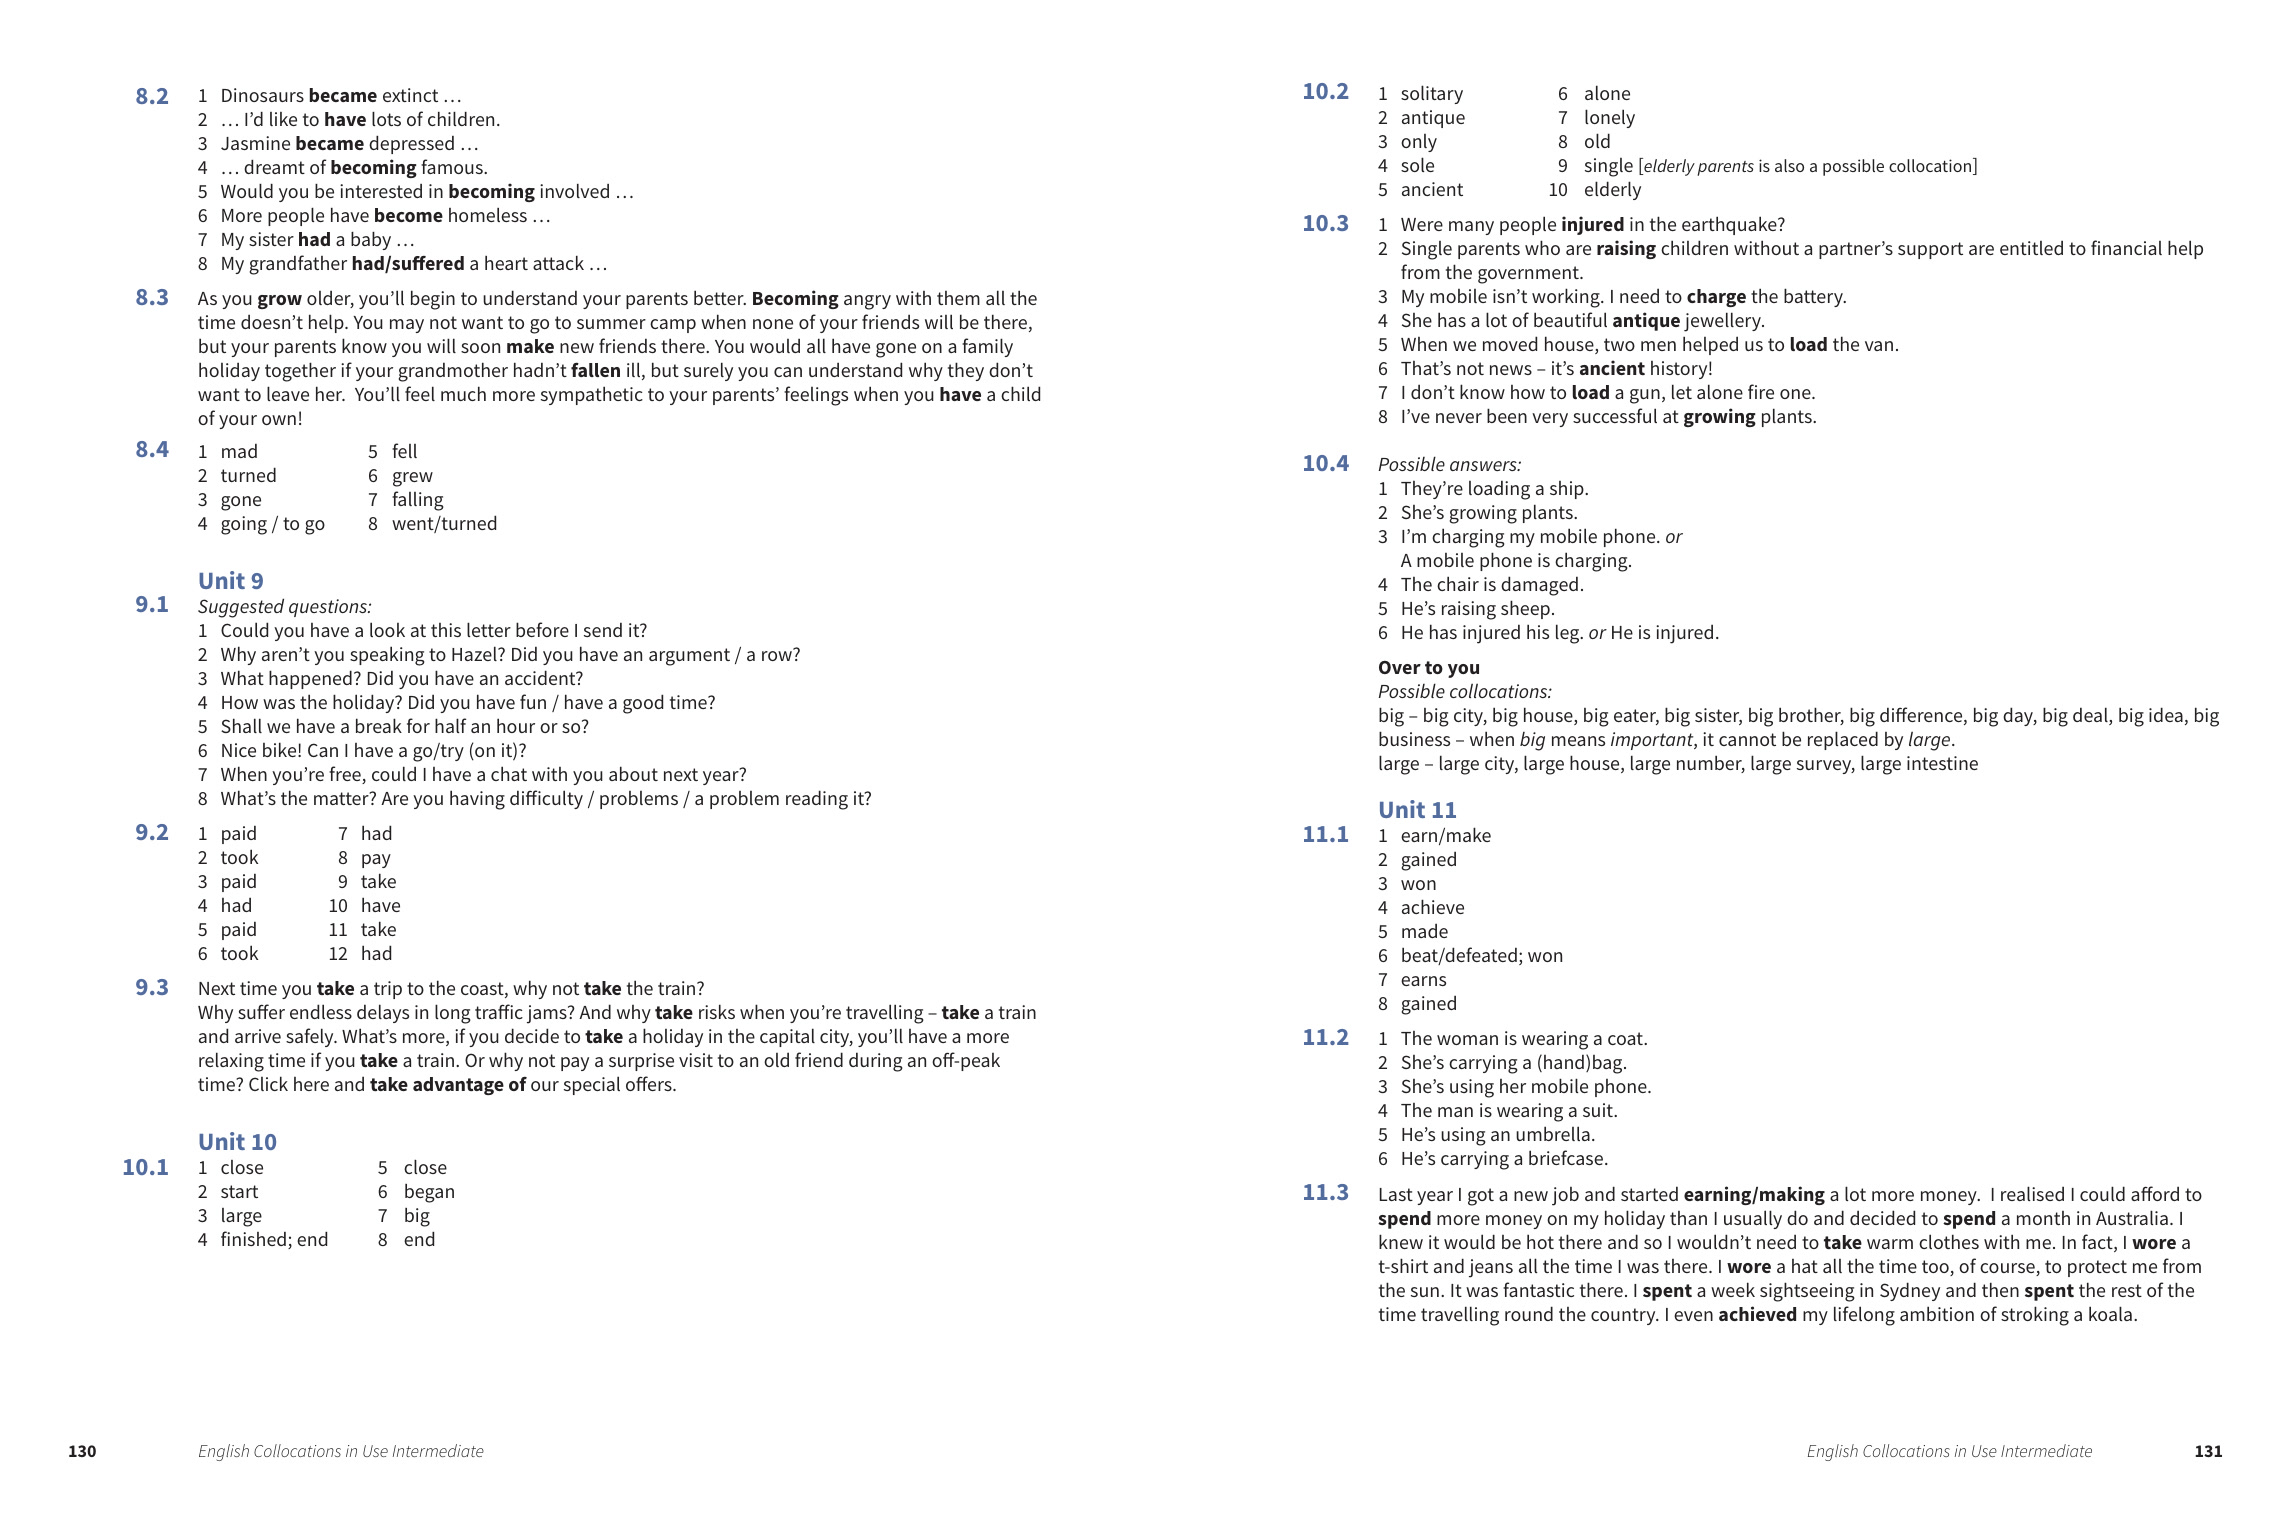 8.2 1 Dinosaurs became extinct …
2 … I’d like to have lots of children.
3 Jasmine became depressed …
4 … dreamt of becoming famous.
5 Would you be interested in becoming involved …
6 More people have become homeless …
7 My sister had a baby …
8 My grandfather had/suffered a heart attack …
8.3 As you grow older, you’ll begin to understand your parents better. Becoming angry with them all the
time doesn’t help. You may not want to go to summer camp when none of your friends will be there,
but your parents know you will soon make new friends there. You would all have gone on a family
holiday together if your grandmother hadn’t fallen ill, but surely you can understand why they don’t
want to leave her. You’ll feel much more sympathetic to your parents’ feelings when you have a child
of your own!
8.4 1 mad 5 fell
2 turned 6 grew
3 gone 7 falling
4 going / to go 8 went/turned
Unit 9
9.1 Suggested questions:
1 Could you have a look at this letter before I send it?
2 Why aren’t you speaking to Hazel? Did you have an argument / a row?
3 What happened? Did you have an accident?
4 How was the holiday? Did you have fun / have a good time?
5 Shall we have a break for half an hour or so?
6 Nice bike! Can I have a go/try (on it)?
7 When you’re free, could I have a chat with you about next year?
8 What’s the matter? Are you having difficulty / problems / a problem reading it?
9.2 1 paid 7 had
2 took 8 pay
3 paid 9 take
4 had 10 have
5 paid 11 take
6 took 12 had
9.3 Next time you take a trip to the coast, why not take the train?
Why suffer endless delays in long traffic jams? And why take risks when you’re travelling – take a train
and arrive safely. What’s more, if you decide to take a holiday in the capital city, you’ll have a more
relaxing time if you take a train. Or why not pay a surprise visit to an old friend during an off-peak
time? Click here and take advantage of our special offers.
Unit 10
10.1 1 close 5 close
2 start 6 began
3 large 7 big
4 finished; end 8 end
130 English Collocations in Use Intermediate
10.2 1 solitary 6 alone
2 antique 7 lonely
3 only 8 old
4 sole 9 single [elderly parents is also a possible collocation]
5 ancient 10 elderly
10.3 1 Were many people injured in the earthquake?
2 Single parents who are raising children without a partner’s support are entitled to financial help
from the government.
3 My mobile isn’t working. I need to charge the battery.
4 She has a lot of beautiful antique jewellery.
5 When we moved house, two men helped us to load the van.
6 That’s not news – it’s ancient history!
7 I don’t know how to load a gun, let alone fire one.
8 I’ve never been very successful at growing plants.
10.4 Possible answers:
1 They’re loading a ship.
2 She’s growing plants.
3 I’m charging my mobile phone. or
A mobile phone is charging.
4 The chair is damaged.
5 He’s raising sheep.
6 He has injured his leg. or He is injured.
Over to you
Possible collocations:
big – big city, big house, big eater, big sister, big brother, big difference, big day, big deal, big idea, big
business – when big means important, it cannot be replaced by large.
large – large city, large house, large number, large survey, large intestine
Unit 11
11.1 1 earn/make
2 gained
3 won
4 achieve
5 made
6 beat/defeated; won
7 earns
8 gained
11.2 1 The woman is wearing a coat.
2 She’s carrying a (hand)bag.
3 She’s using her mobile phone.
4 The man is wearing a suit.
5 He’s using an umbrella.
6 He’s carrying a briefcase.
11.3 Last year I got a new job and started earning/making a lot more money. I realised I could afford to
spend more money on my holiday than I usually do and decided to spend a month in Australia. I
knew it would be hot there and so I wouldn’t need to take warm clothes with me. In fact, I wore a
t-shirt and jeans all the time I was there. I wore a hat all the time too, of course, to protect me from
the sun. It was fantastic there. I spent a week sightseeing in Sydney and then spent the rest of the
time travelling round the country. I even achieved my lifelong ambition of stroking a koala.
English Collocations in Use Intermediate 131